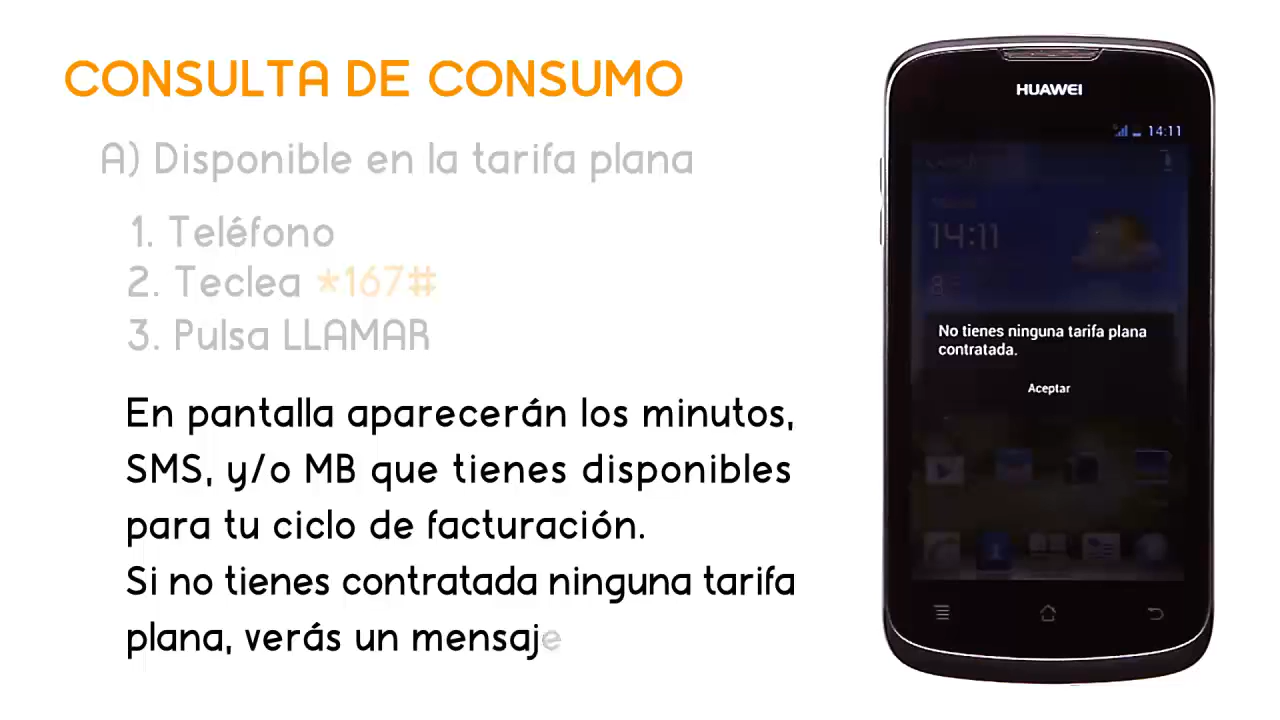 CONSULTA DE CONSUMO
A) Disponible en la tarifa plana
1. Teléfono
2. Teclea *167#
3. Pulsa LLAMAR
En pantalla aparecerán los minutos,
SMS, y/o MB que tienes disponibles
para tu ciclo de facturación.
Si no tienes contratada ninguna tarifa
plana, verás un mensaje
HUAWEI
14:11
14:11
No tienes ninguna tarifa plana
contratada.
Aceptar